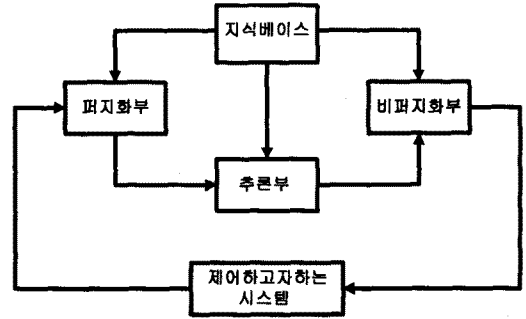 지식베이스
퍼지화부
비퍼지화부
추론부
제어하고자하는
시스템